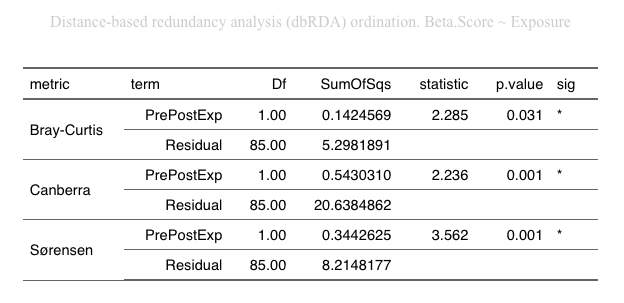 Distance-based redundancy analysis (dbRDA) ordination. Beta.Score ~ Exposure
metric term Df SumOfSqs statistic p.value sig
Bray-Curtis PrePostExp 1.00 0.1424569 2.285 0.031 *
Residual 85.00 5.2981891
Canberra PrePostExp 1.00 0.5430310 2.236 0.001 *
Residual 85.00 20.6384862
Sørensen PrePostExp 1.00 0.3442625 3.562 0.001 *
Residual 85.00 8.2148177